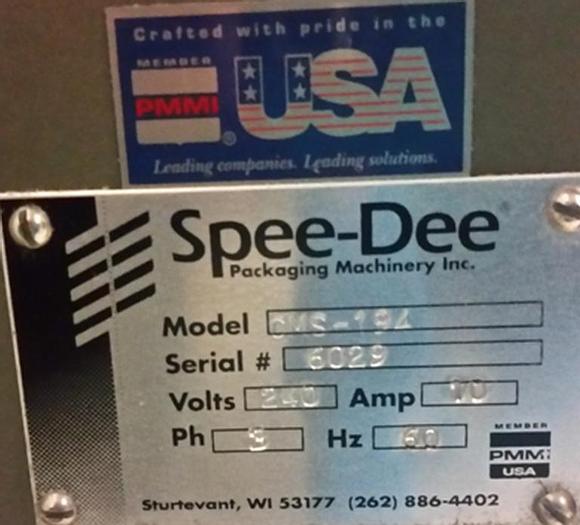 Crafted with pride in the
MEMBER
PMMI
®
USA
Leading companies. Leading solutions.
Spee-Dee
Packaging Machinery Inc.
Model
Serial # 6029
Volts 240 Amp
Ph 3 Hz 60
MEMBER
PMMI
USA
Sturtevant, WI 53177 (262) 886-4402